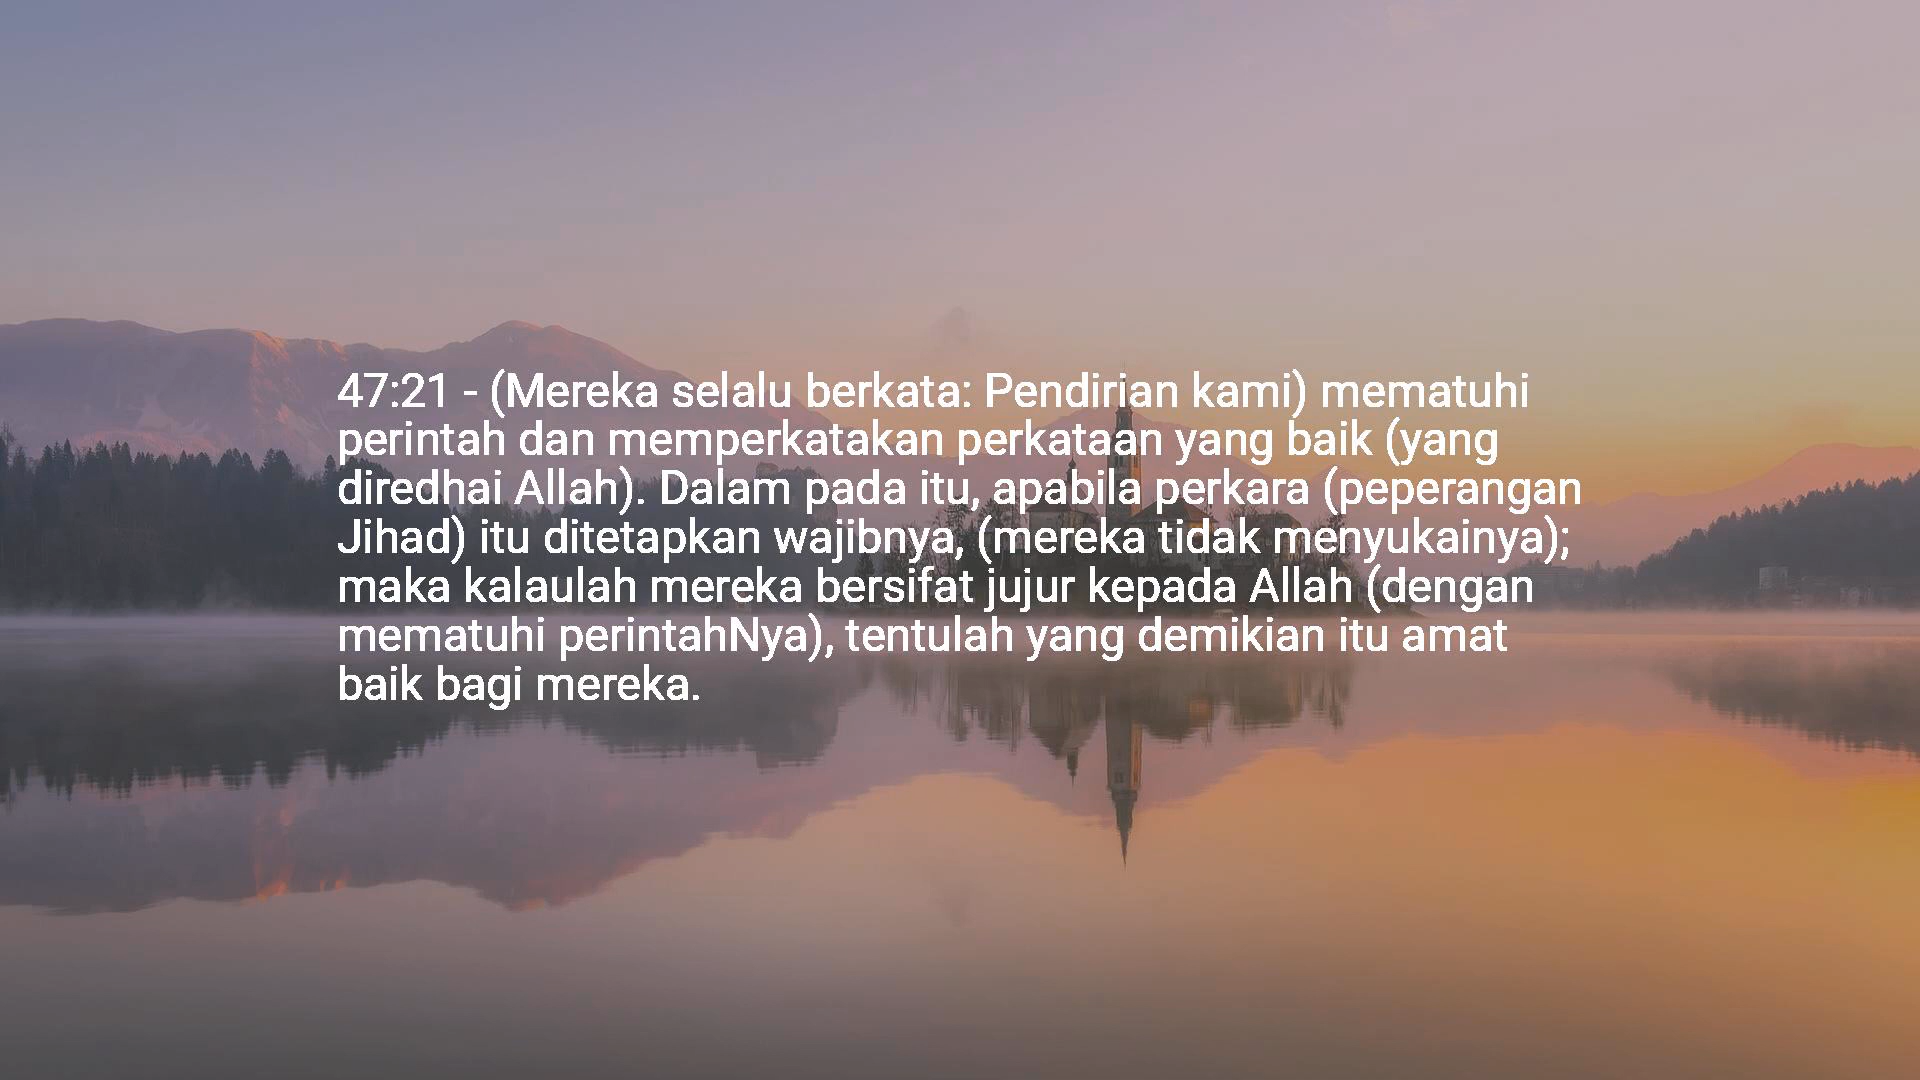 47:21 - (Mereka selalu berkata: Pendirian kami) mematuhi
perintah dan memperkatakan perkataan yang baik (yang
diredhai Allah). Dalam pada itu, apabila perkara (peperangan
Jihad) itu ditetapkan wajibnya, (mereka tidak menyukainya);
maka kalaulah mereka bersifat jujur kepada Allah (dengan
mematuhi perintahNya), tentulah yang demikian itu amat
baik bagi mereka.